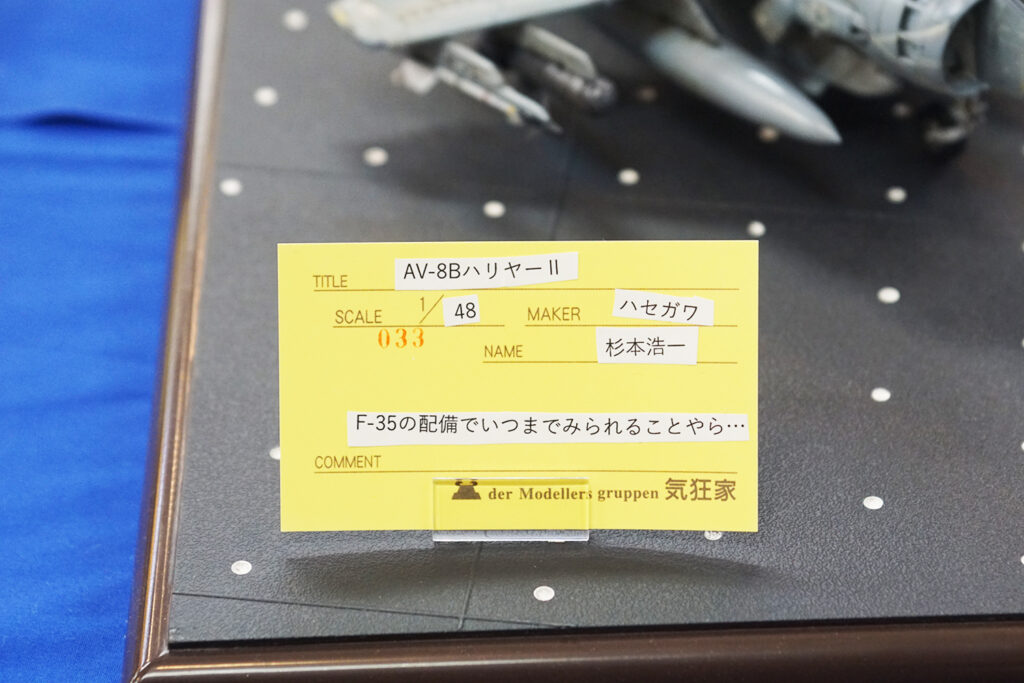 TITLE AV-8BハリヤーⅡ
SCALE 1/48 MAKER ハセガワ
033
NAME 杉本浩一
F-35の配備でいつまでみられることやら…
COMMENT
der Modellers gruppen 気狂家